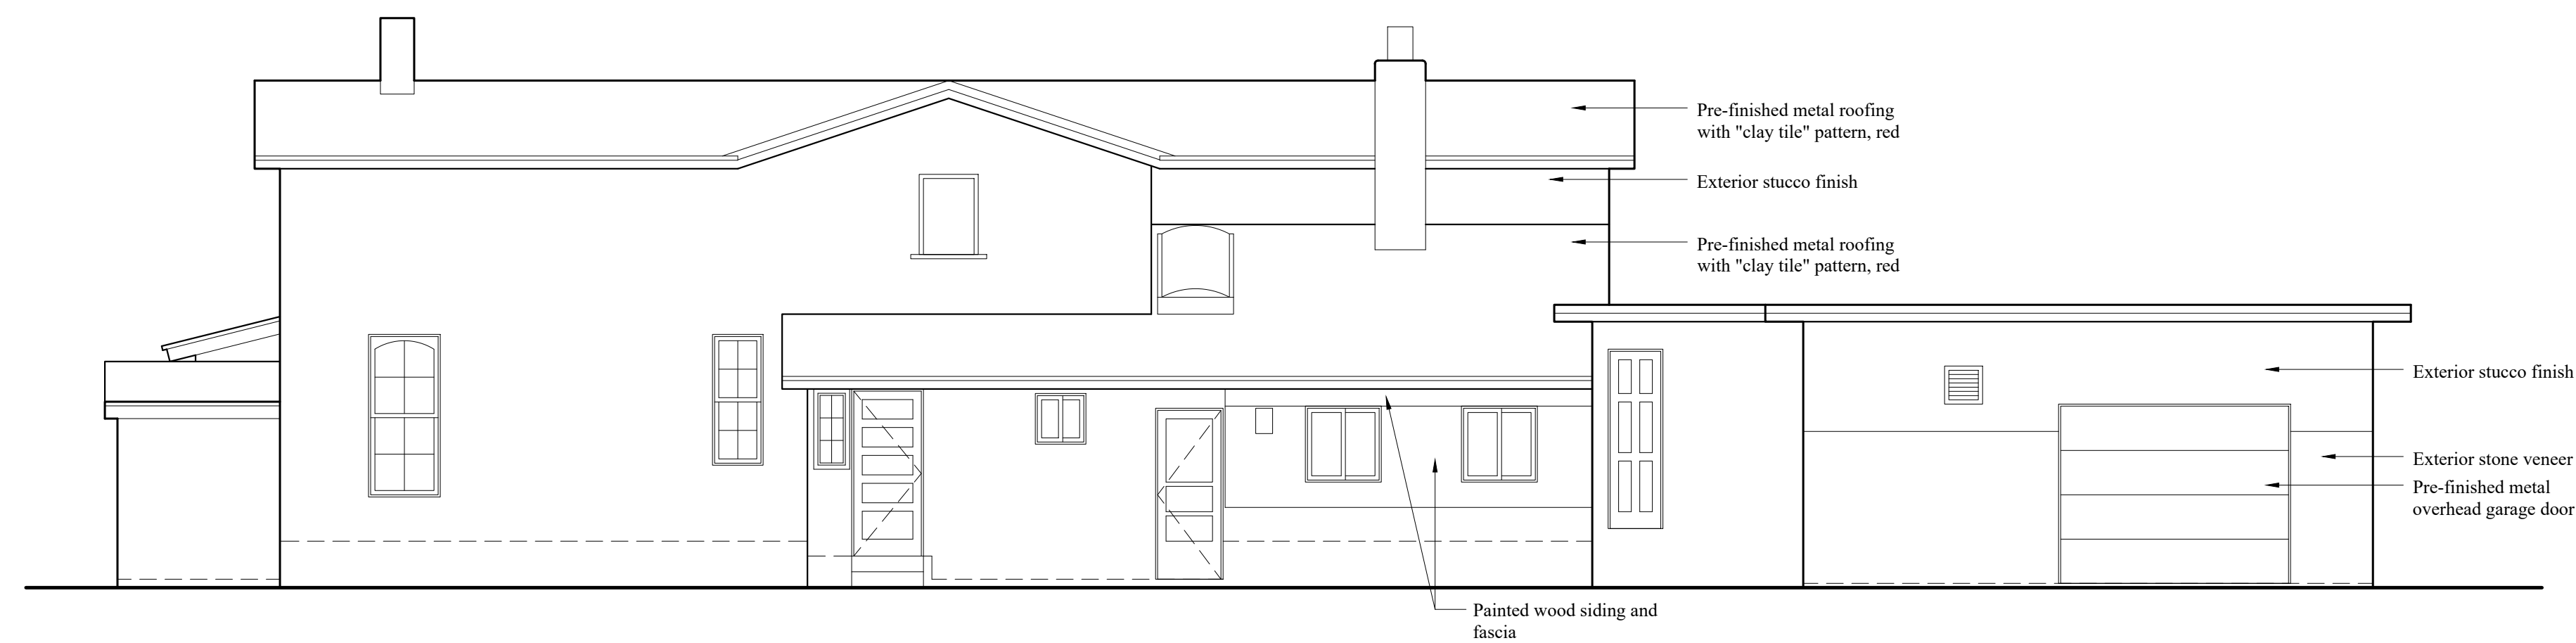 Pre-finished metal roofing
with "clay tile" pattern, red
Exterior stucco finish
Pre-finished metal roofing
with "clay tile" pattern, red
Exterior stucco finish
Exterior stone veneer
Pre-finished metal
overhead garage door
Painted wood siding and
fascia